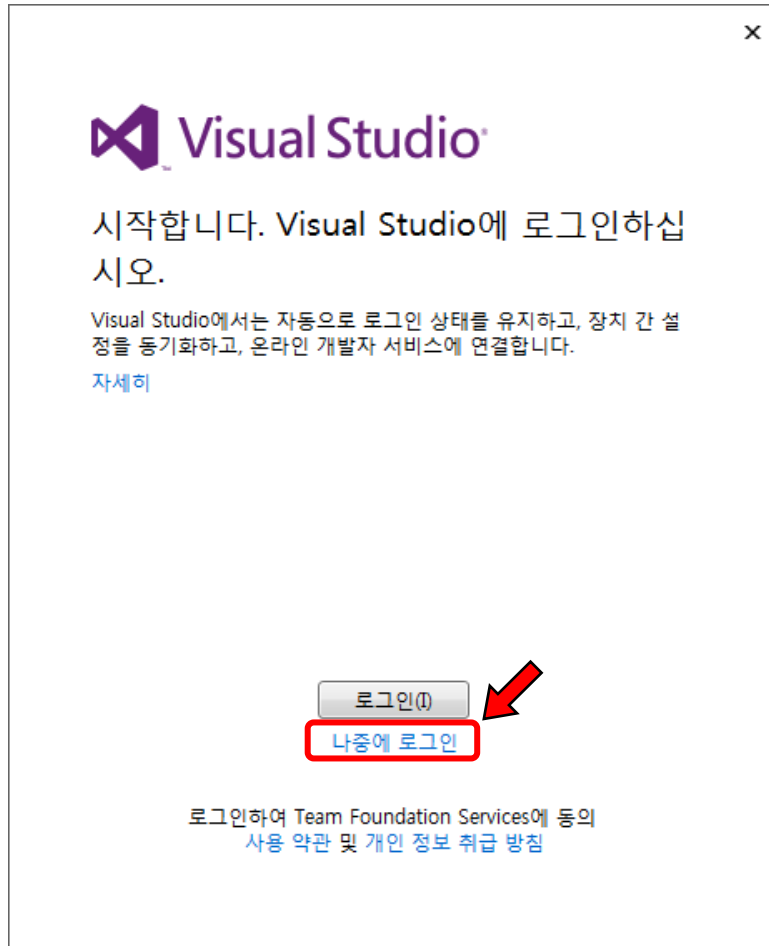 Visual Studio
시작합니다. Visual Studio에 로그인하십
시오.
Visual Studio에서는 자동으로 로그인 상태를 유지하고, 장치 간 설
정을 동기화하고, 온라인 개발자 서비스에 연결합니다.
자세히
로그인(I)
나중에 로그인
로그인하여 Team Foundation Services에 동의
사용 약관 및 개인 정보 취급 방침